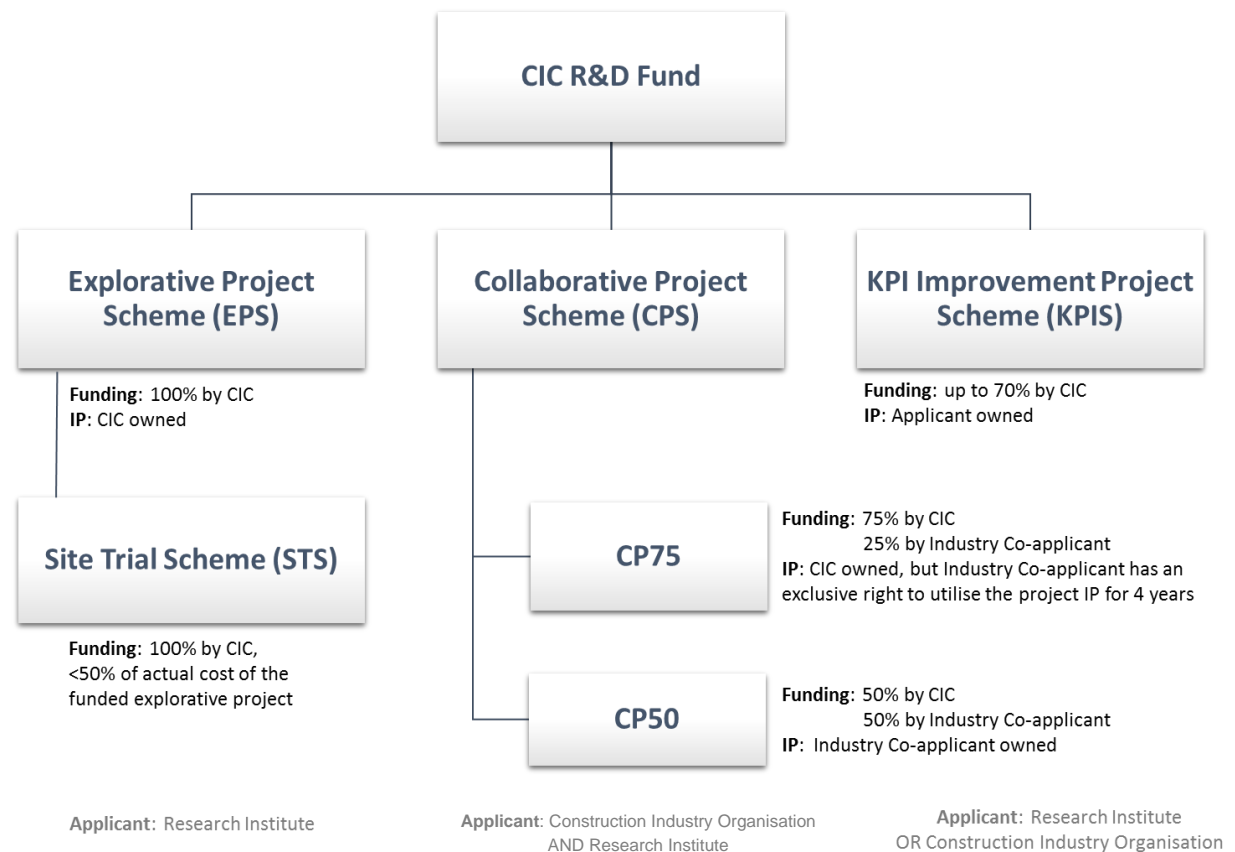 CIC R&D Fund
Explorative Project
Scheme (EPS)
Funding: 100% by CIC
IP: CIC owned
Site Trial Scheme (STS)
Funding: 100% by CIC,
<50% of actual cost of the
funded explorative project
Applicant: Research Institute
Collaborative Project
Scheme (CPS)
CP75
Funding: 75% by CIC
25% by Industry Co-applicant
IP: CIC owned, but Industry Co-applicant has an
exclusive right to utilise the project IP for 4 years
CP50
Funding: 50% by CIC
50% by Industry Co-applicant
IP: Industry Co-applicant owned
Applicant: Construction Industry Organisation
AND Research Institute
KPI Improvement Project
Scheme (KPIS)
Funding: up to 70% by CIC
IP: Applicant owned
Applicant: Research Institute
OR Construction Industry Organisation